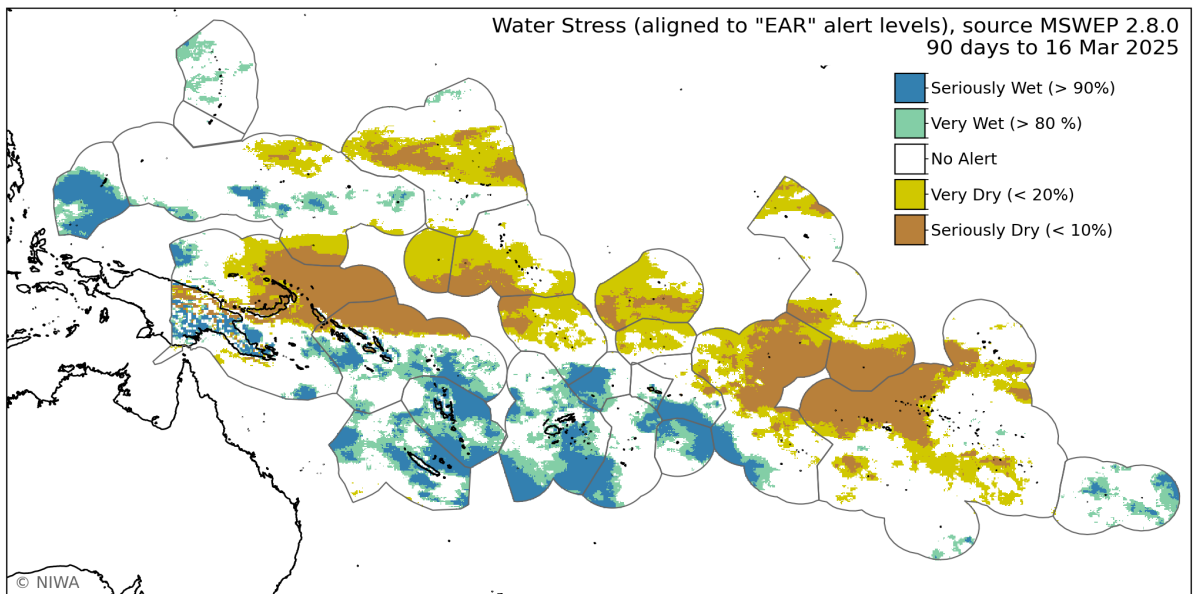 Water Stress (aligned to "EAR" alert levels), source MSWEP 2.8.0
90 days to 16 Mar 2025
Seriously Wet (> 90%)
Very Wet (> 80 %)
No Alert
Very Dry (< 20%)
Seriously Dry (< 10%)
© NIWA